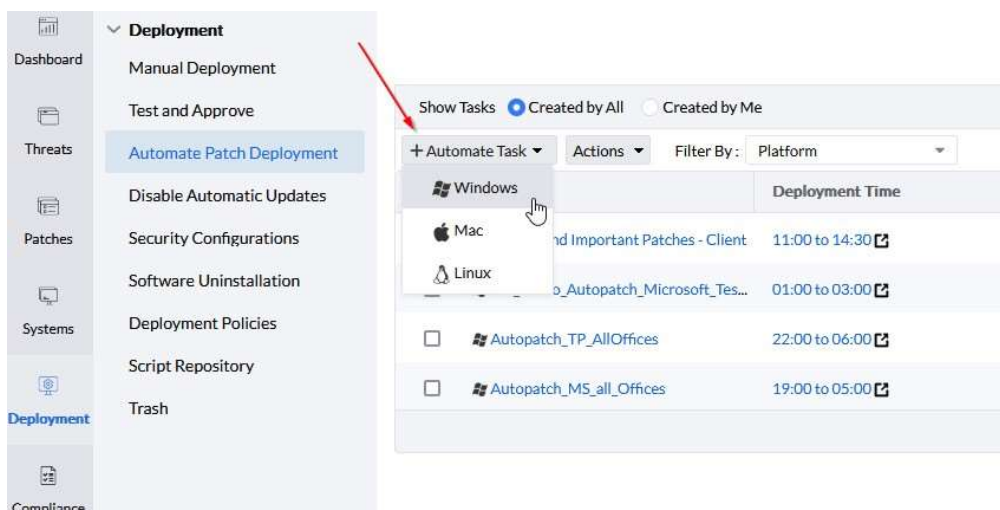 Dashboard
Threats
Patches
Systems
Deployment
Compliance
Deployment
Manual Deployment
Test and Approve
Automate Patch Deployment
Disable Automatic Updates
Security Configurations
Software Uninstallation
Deployment Policies
Script Repository
Trash
Show Tasks Created by All Created by Me
+ Automate Task Actions Filter By : Platform
Windows
Mac
Linux
Deployment Time
Important Patches - Client 11:00 to 14:30
Autopatch_Microsoft_Tes... 01:00 to 03:00
Autopatch_TP_AllOffices 22:00 to 06:00
Autopatch_MS_all_Offices 19:00 to 05:00